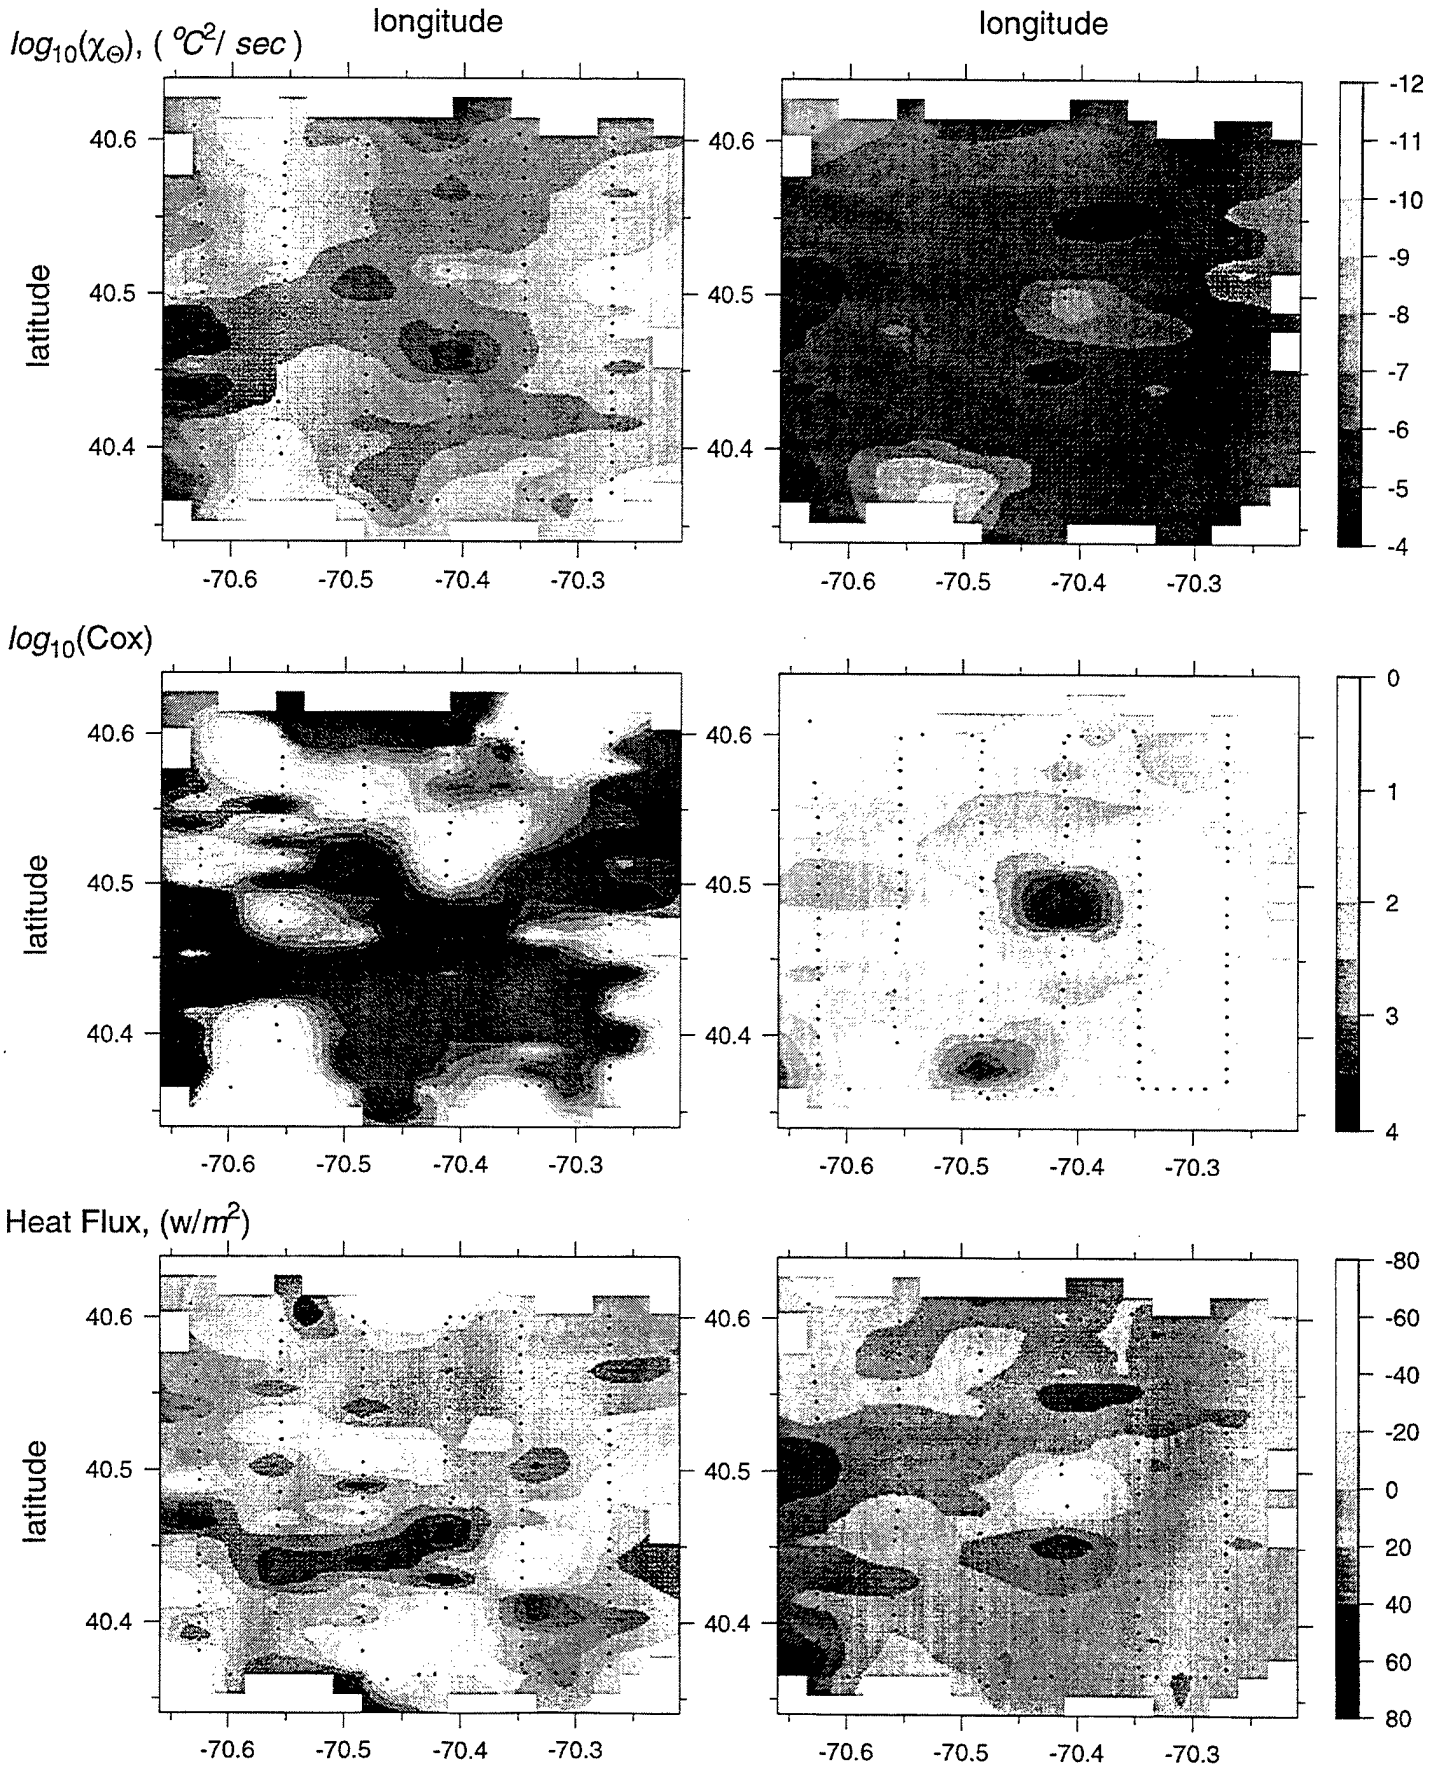 longitude longitude
log10(χΘ), ( °C²/ sec )
-12
40.6 40.6 -11
-10
-9
latitude 40.5 40.5
-8
-7
40.4 40.4 -6
-5
-4
-70.6 -70.5 -70.4 -70.3 -70.6 -70.5 -70.4 -70.3
log10(Cox)
0
40.6 40.6
1
latitude 40.5 40.5 2
3
40.4 40.4
4
-70.6 -70.5 -70.4 -70.3 -70.6 -70.5 -70.4 -70.3
Heat Flux, (w/m²)
-80
40.6 40.6 -60
-40
-20
latitude 40.5 40.5 0
20
40
40.4 40.4
60
80
-70.6 -70.5 -70.4 -70.3 -70.6 -70.5 -70.4 -70.3